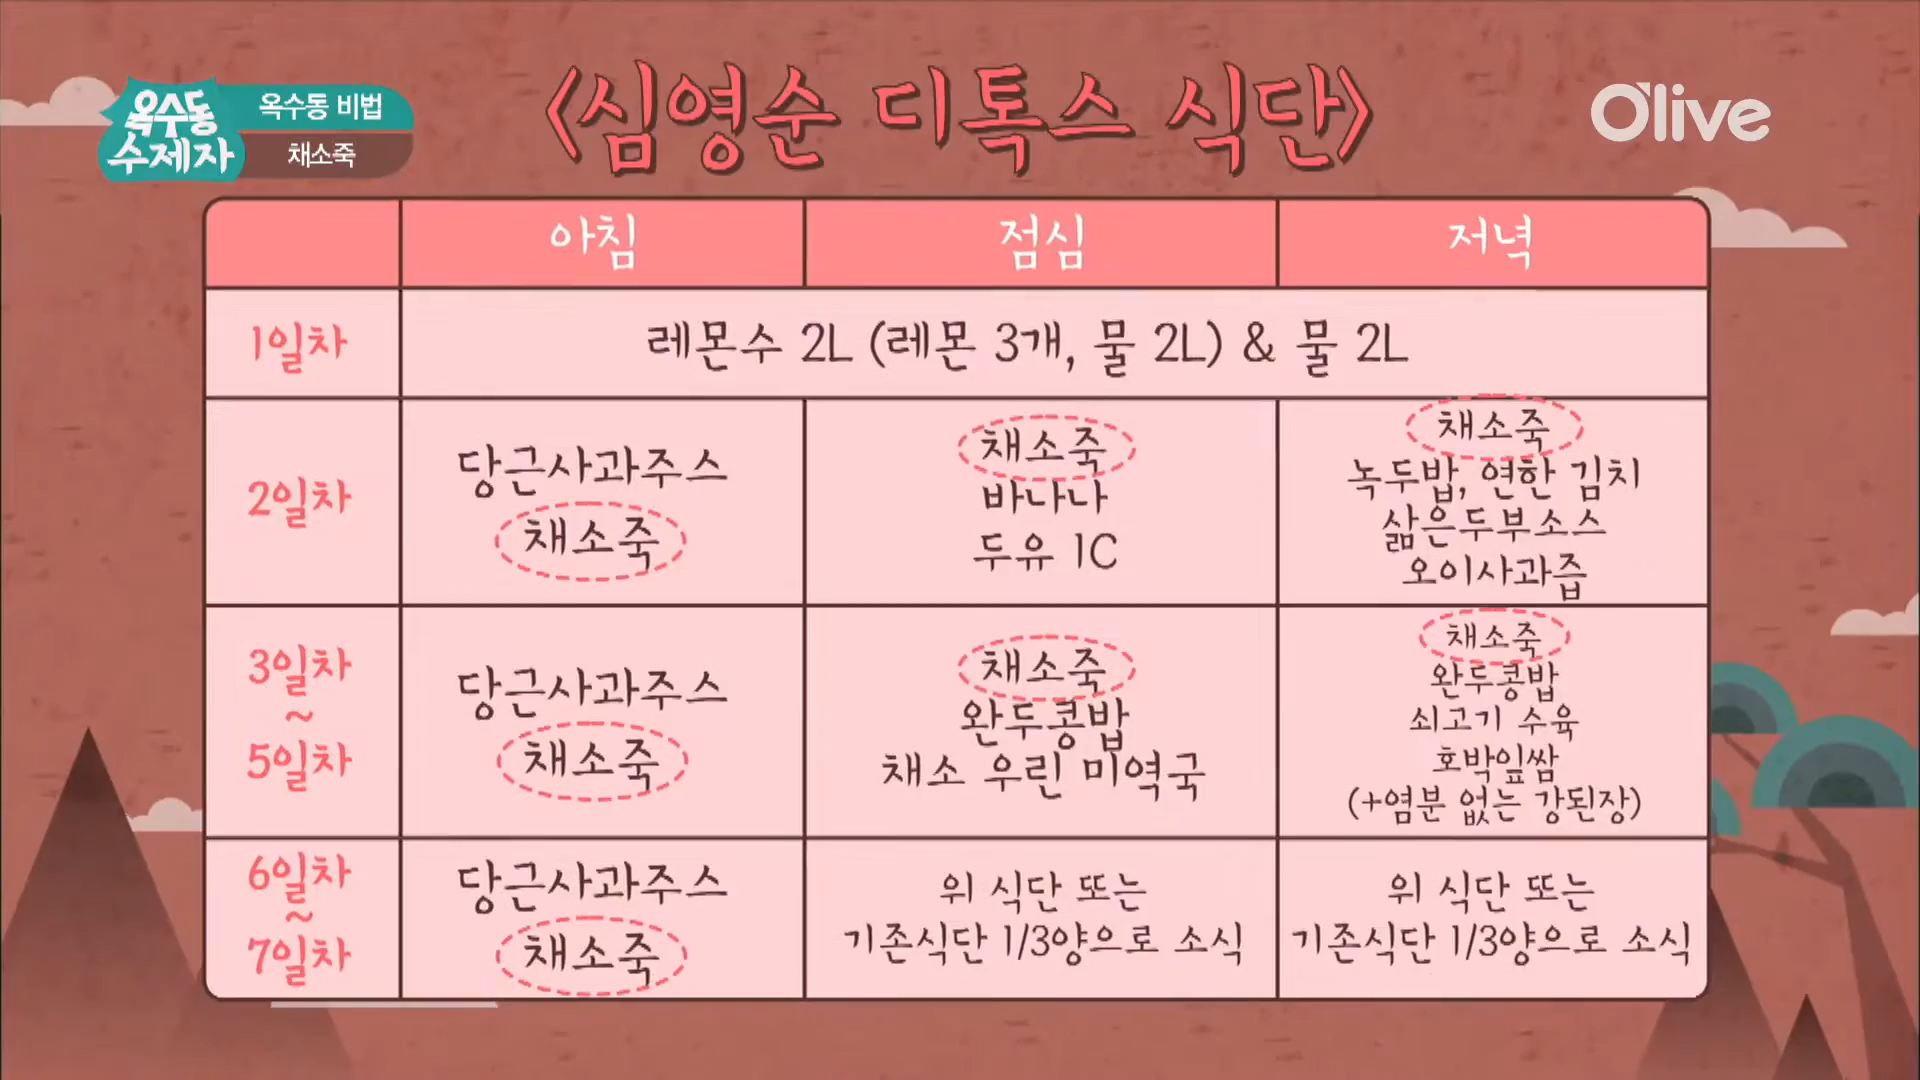 옥수동
수제자
옥수동 비법
채소죽
<심영순 디톡스 식단>
Olive
아침
점심
저녁
1일차
레몬수 2L (레몬 3개, 물 2L) & 물 2L
2일차
당근사과주스
채소죽
채소죽
바나나
두유 1C
채소죽
녹두밥, 연한 김치
삶은두부소스
오이사과즙
3일차
~
5일차
당근사과주스
채소죽
채소죽
완두콩밥
채소 우린 미역국
채소죽
완두콩밥
쇠고기 수육
호박잎쌈
(+염분 없는 강된장)
6일차
~
7일차
당근사과주스
채소죽
위 식단 또는
기존식단 1/3양으로 소식
위 식단 또는
기존식단 1/3양으로 소식